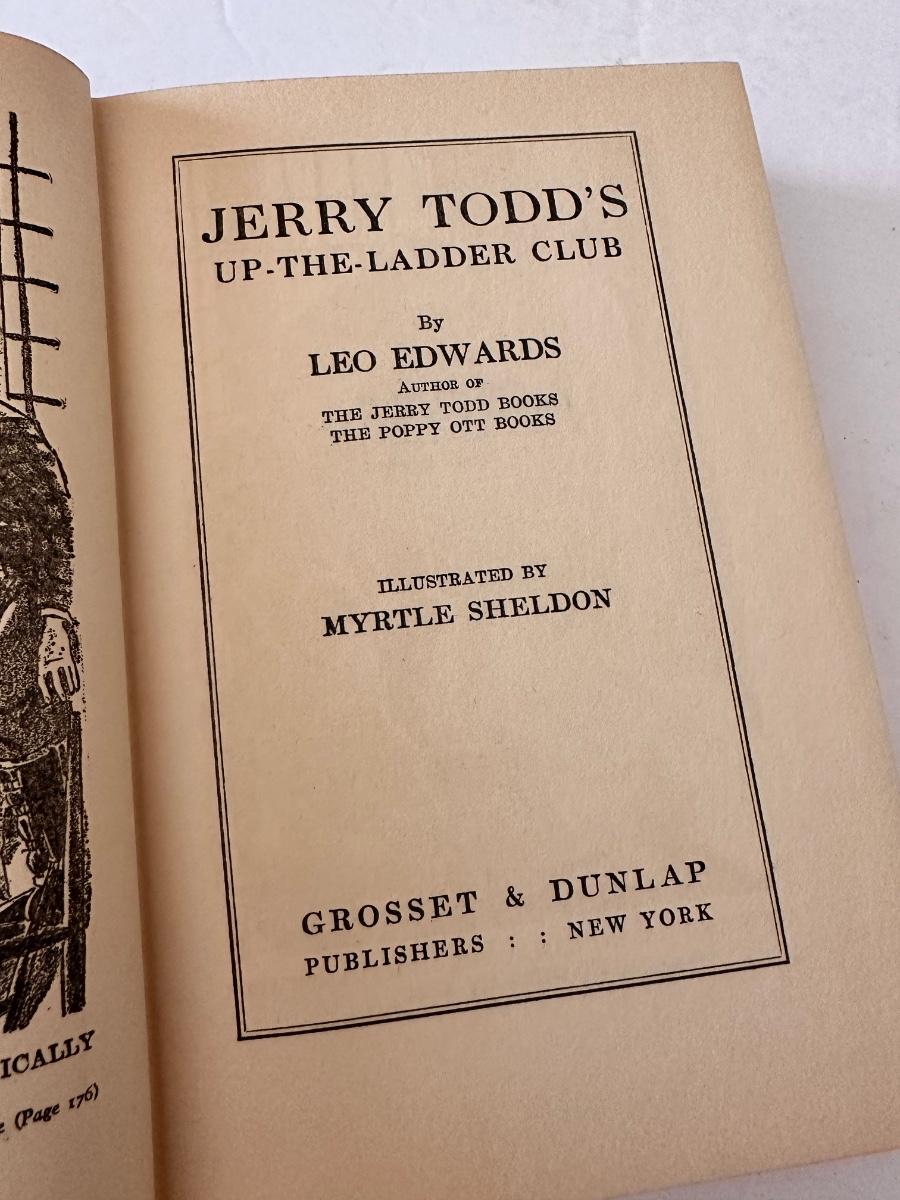 ICALLY
e (Page 176)
JERRY TODD'S
UP-THE-LADDER CLUB
By
LEO EDWARDS
AUTHOR OF
THE JERRY TODD BOOKS
THE POPPY OTT BOOKS
ILLUSTRATED BY
MYRTLE SHELDON
GROSSET & DUNLAP
PUBLISHERS : : NEW YORK